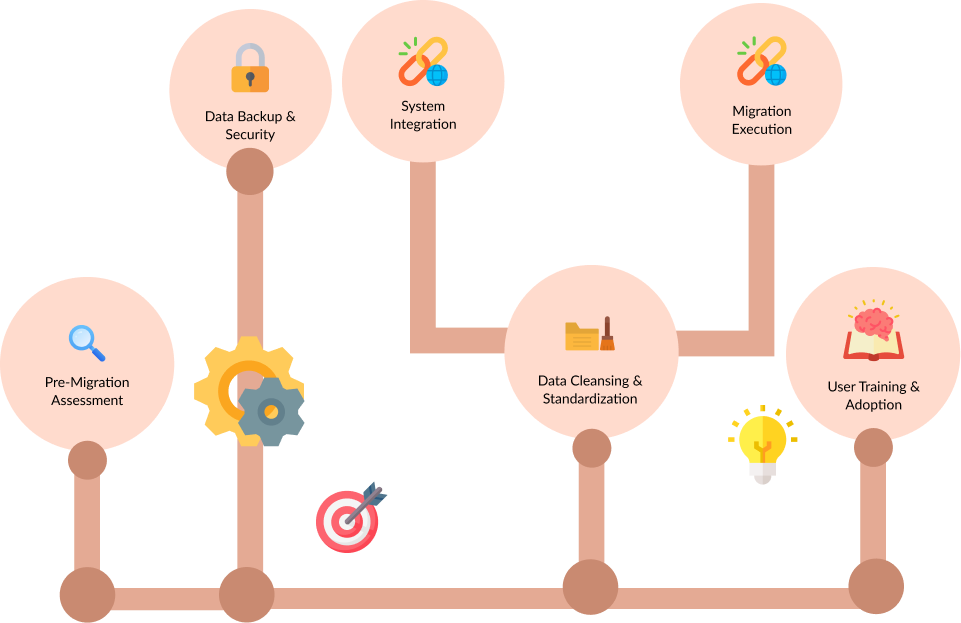 Data Backup &
Security
System
Integration
Migration
Execution
Pre-Migration
Assessment
Data Cleansing &
Standardization
User Training &
Adoption